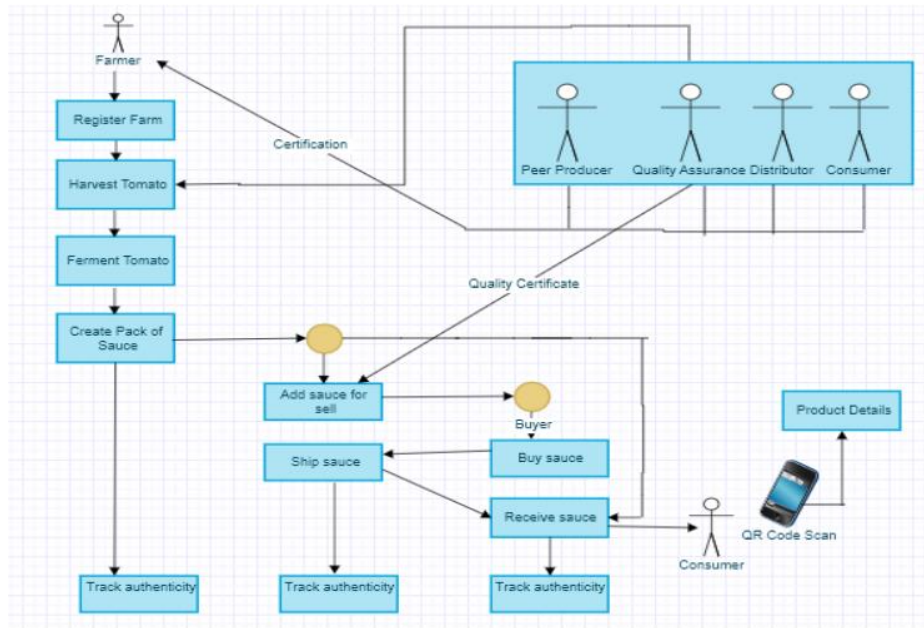 Farmer
Register Farm
Certification
Peer Producer
Quality Assurance
Distributor
Consumer
Harvest Tomato
Ferment Tomato
Quality Certificate
Create Pack of
Sauce
Add sauce for
sell
Buyer
Product Details
Ship sauce
Buy sauce
Receive sauce
QR Code Scan
Consumer
Track authenticity
Track authenticity
Track authenticity